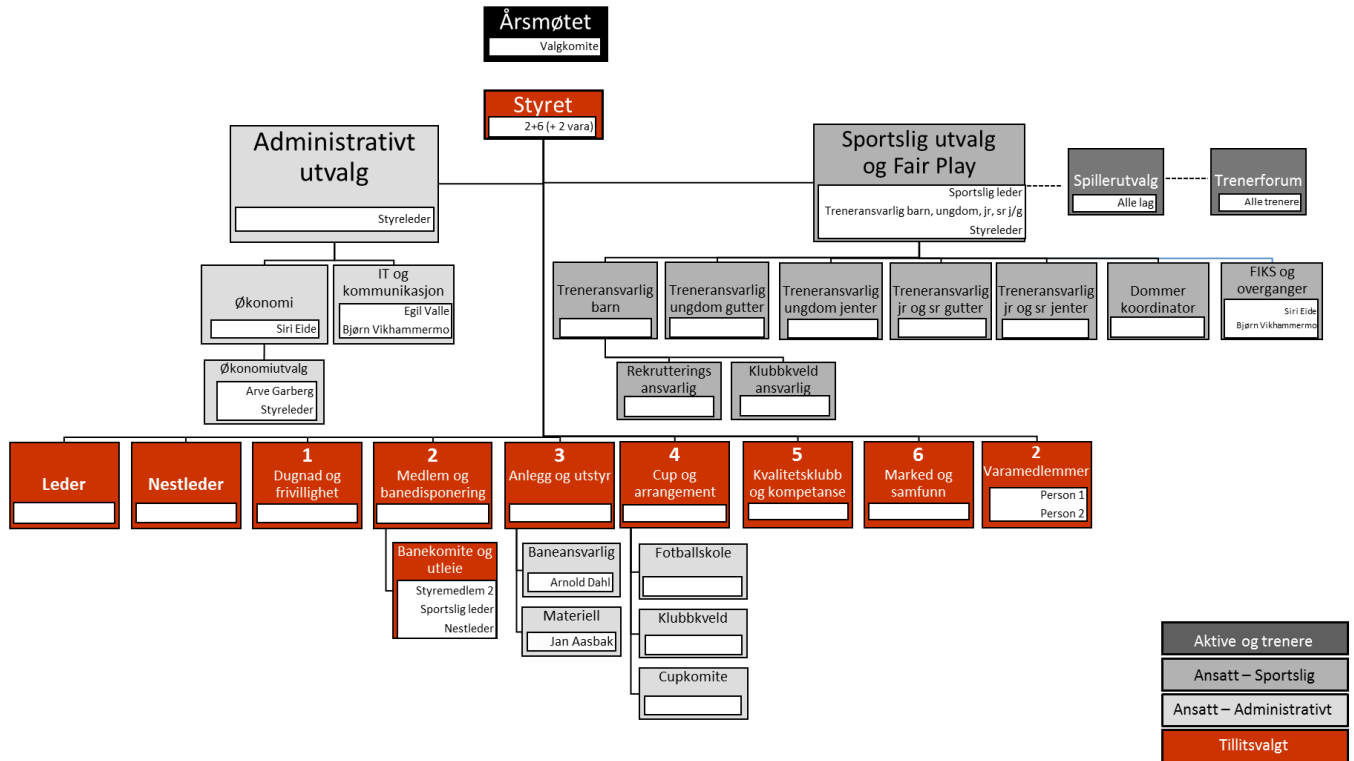 Årsmøtet
Valgkomite
Styret
2+6 (+ 2 vara)
Administrativt
utvalg
Styreleder
Sportslig utvalg
og Fair Play
Sportslig leder
Treneransvarlig barn, ungdom, jr, sr j/g
Styreleder
Spillerutvalg
Alle lag
Trenerforum
Alle trenere
Økonomi
Siri Eide
IT og
kommunikasjon
Egil Valle
Bjørn Vikhammermo
Økonomiutvalg
Arve Garberg
Styreleder
Treneransvarlig
barn
Treneransvarlig
ungdom gutter
Treneransvarlig
ungdom jenter
Treneransvarlig
jr og sr gutter
Treneransvarlig
jr og sr jenter
Dommer
koordinator
FIKS og
overganger
Siri Eide
Bjørn Vikhammermo
Rekrutterings
ansvarlig
Klubbkveld
ansvarlig
Leder
Nestleder
1
Dugnad og
frivillighet
2
Medlem og
banedisponering
3
Anlegg og utstyr
4
Cup og
arrangement
5
Kvalitetsklubb
og kompetanse
6
Marked og
samfunn
2
Varamedlemmer
Person 1
Person 2
Banekomite og
utleie
Styremedlem 2
Sportslig leder
Nestleder
Baneansvarlig
Arnold Dahl
Materiell
Jan Aasbak
Fotballskole
Klubbkveld
Cupkomite
Aktive og trenere
Ansatt – Sportslig
Ansatt – Administrativt
Tillitsvalgt